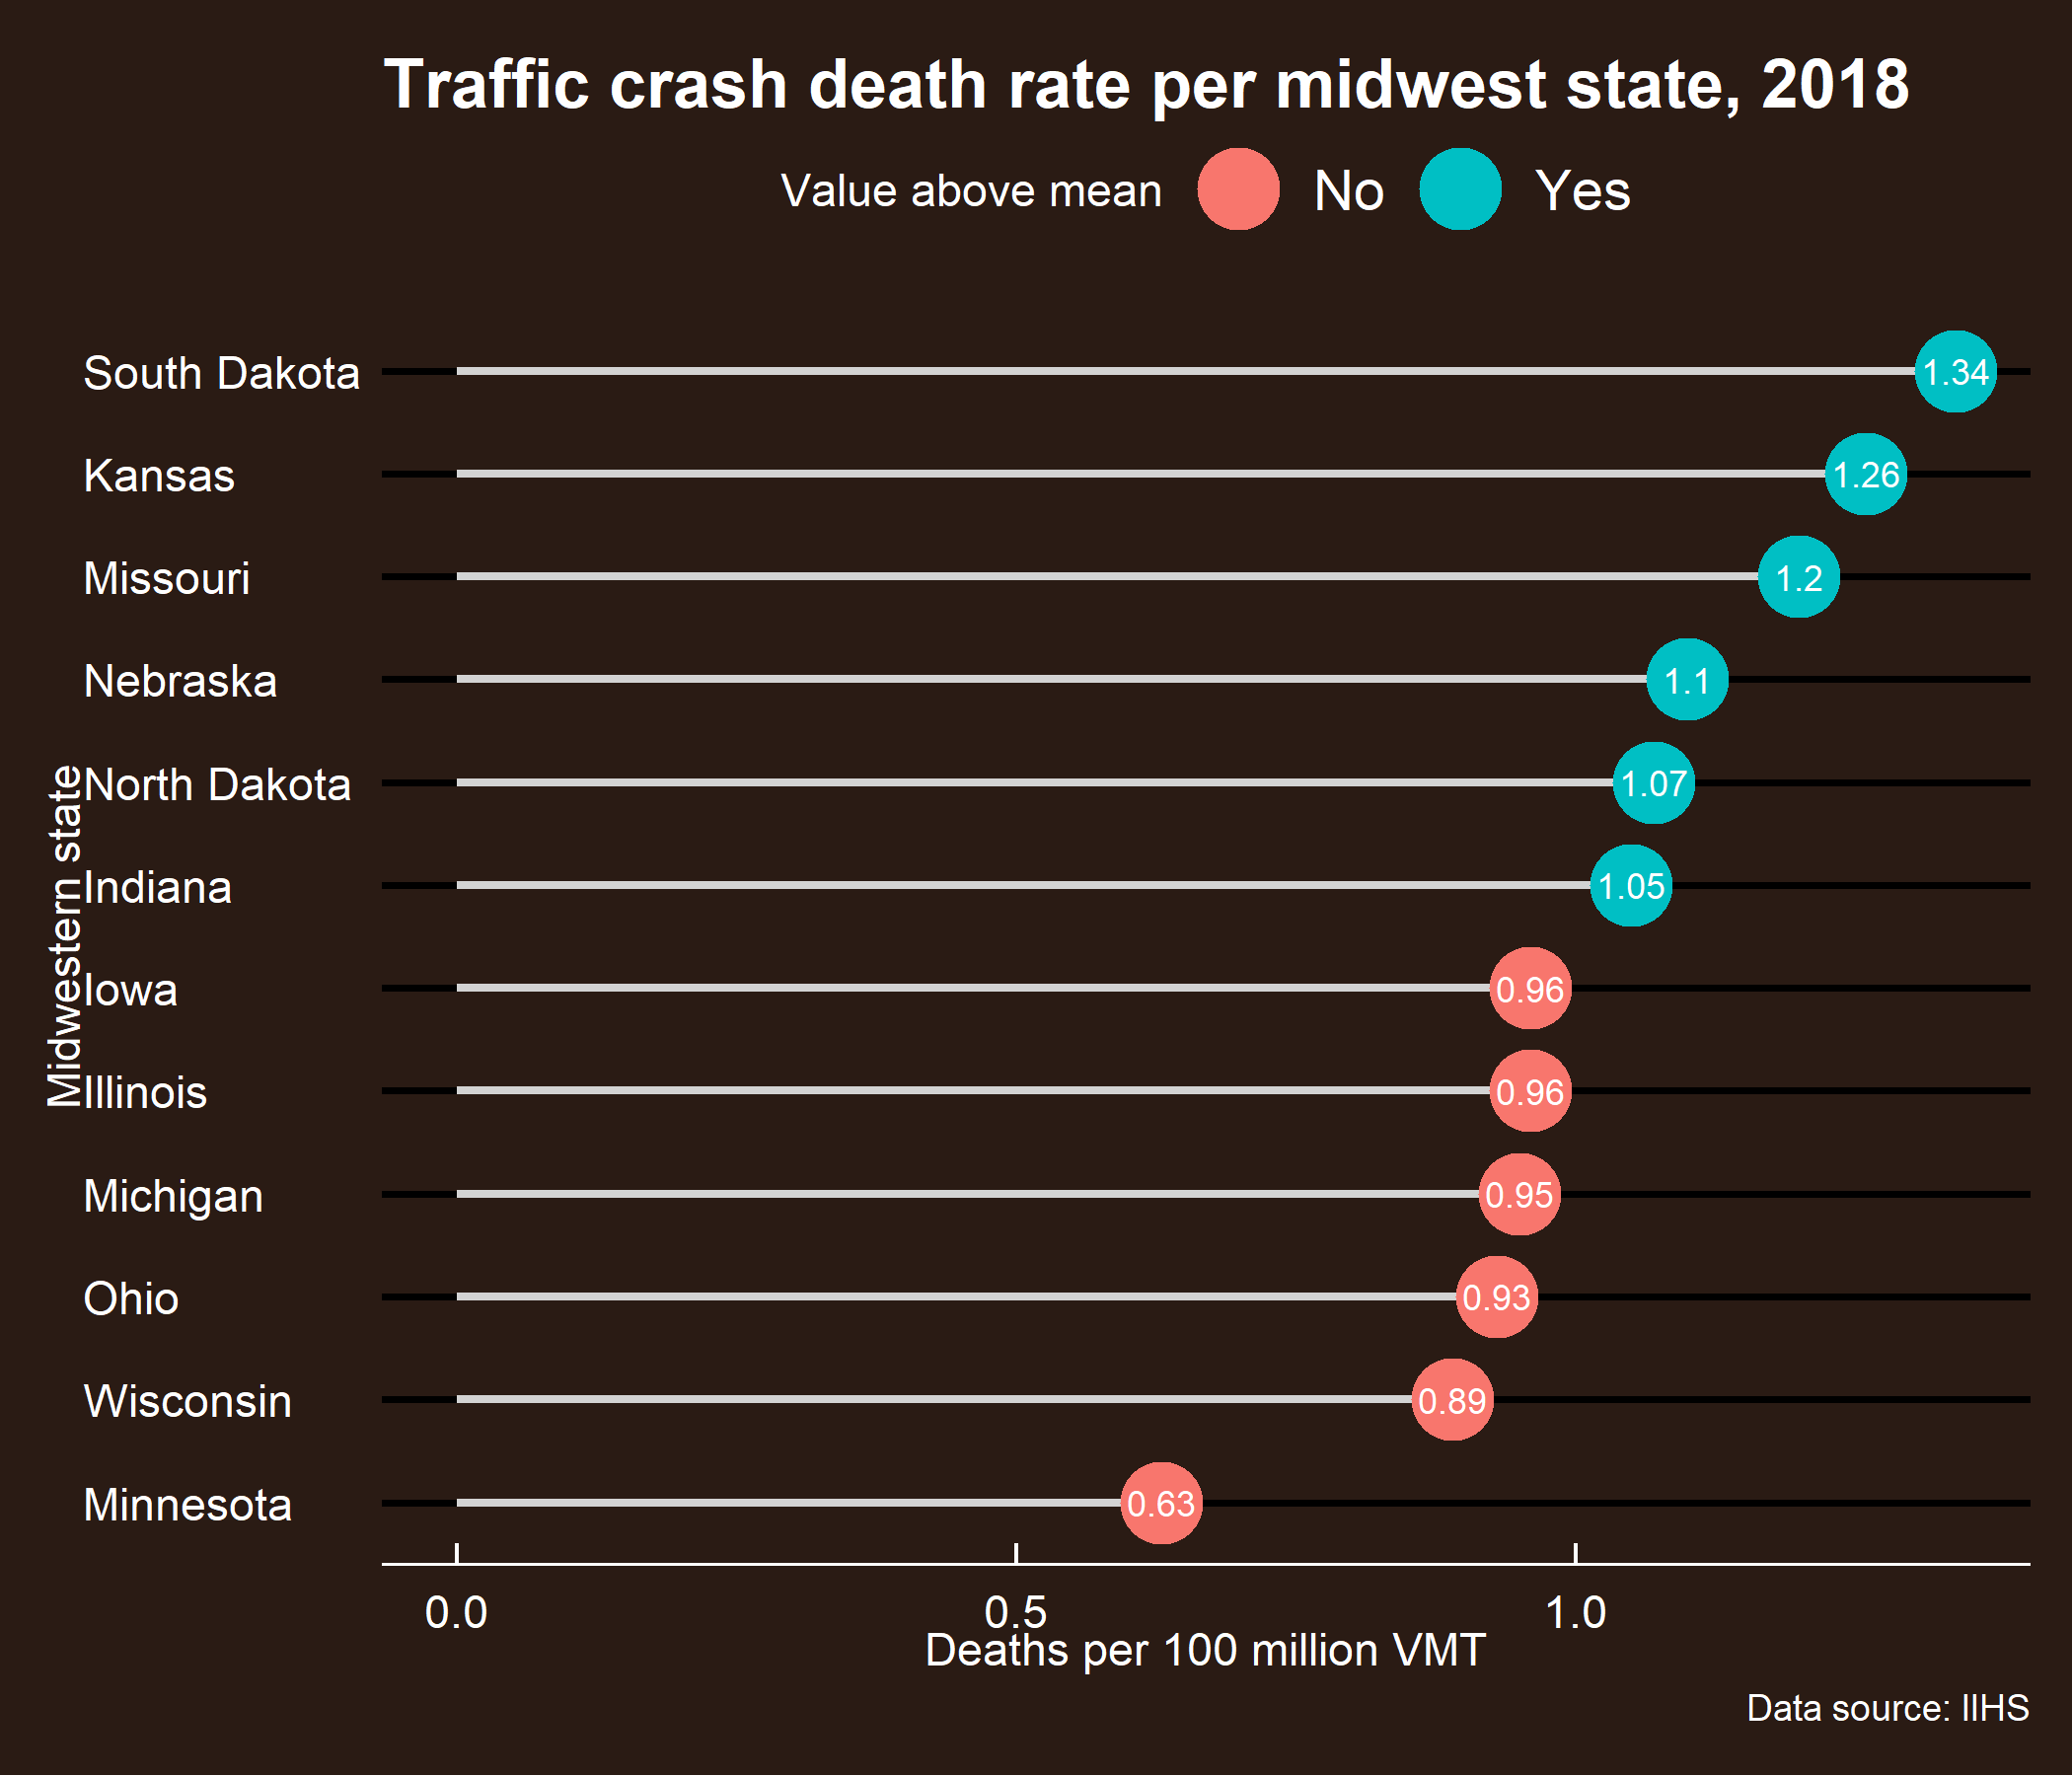 Traffic crash death rate per midwest state, 2018
Value above mean No Yes
South Dakota 1.34
Kansas 1.26
Missouri 1.2
Nebraska 1.1
North Dakota 1.07
Indiana 1.05
Iowa 0.96
Illinois 0.96
Michigan 0.95
Ohio 0.93
Wisconsin 0.89
Minnesota 0.63
Midwestern state
0.0 0.5 1.0
Deaths per 100 million VMT
Data source: IIHS